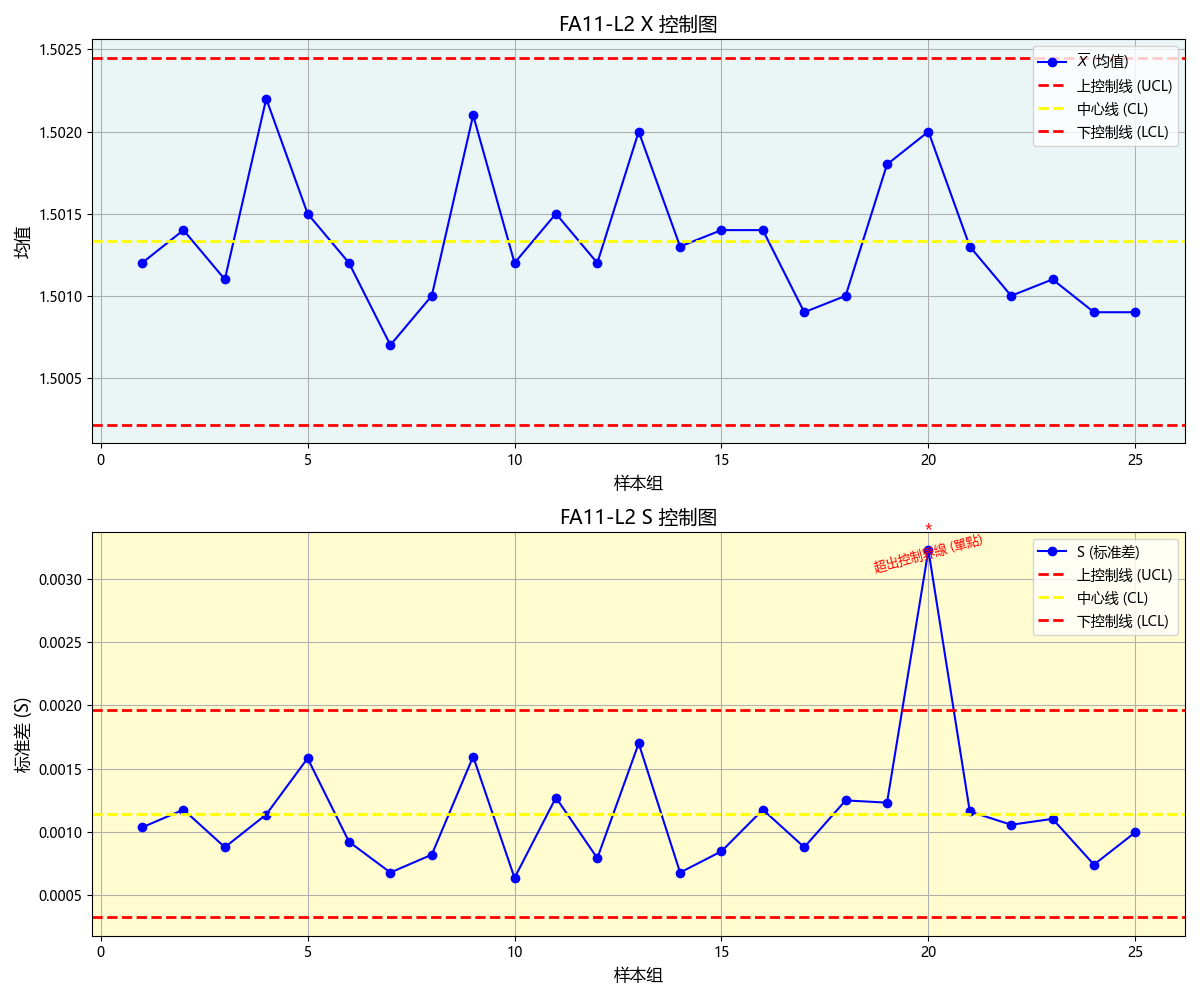 FA11-L2 X 控制图
1.5025
1.5020
1.5015
1.5010
1.5005
均值
X (均值)
上控制线 (UCL)
中心线 (CL)
下控制线 (LCL)
0 5 10 15 20 25
样本组
FA11-L2 S 控制图
*
超出控制界線 (單點)
0.0030
0.0025
0.0020
0.0015
0.0010
0.0005
标准差 (S)
S (标准差)
上控制线 (UCL)
中心线 (CL)
下控制线 (LCL)
0 5 10 15 20 25
样本组